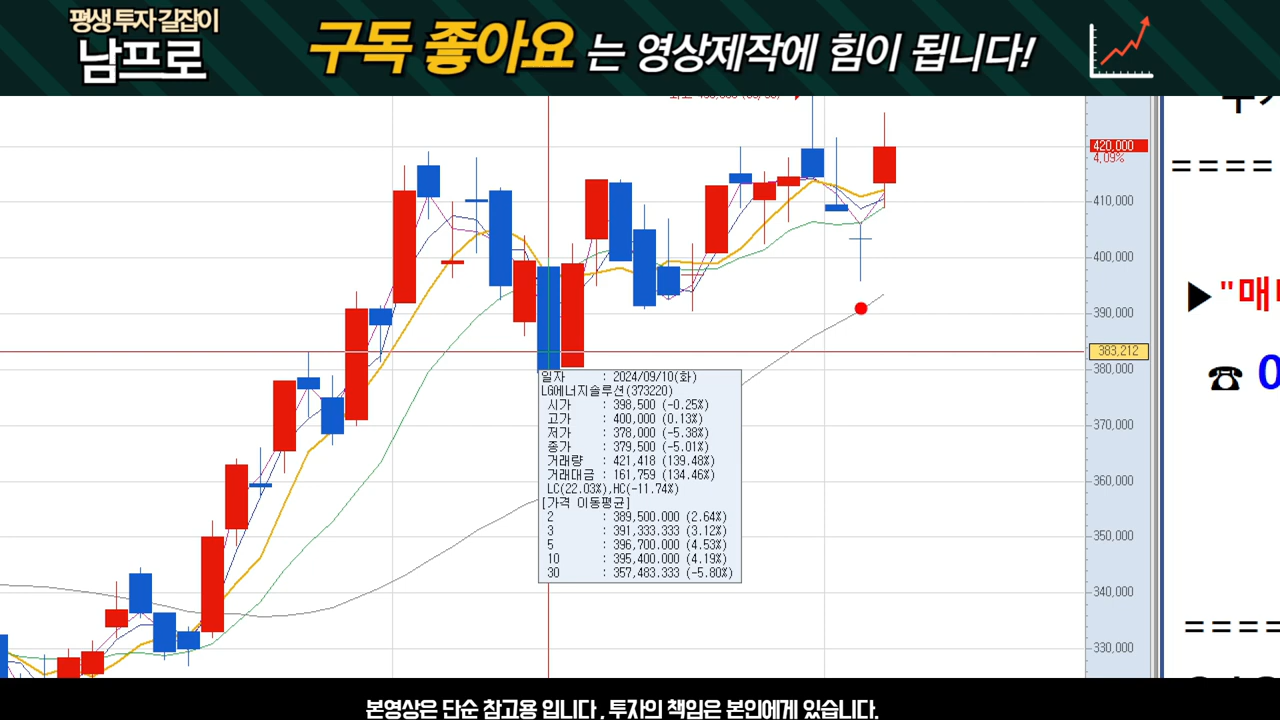 평생 투자 길잡이
남프로
구독 좋아요 는 영상제작에 힘이 됩니다!
420,000
4.09%
410,000
400,000
390,000
383,212
380,000
370,000
360,000
350,000
340,000
330,000
일자 : 2024/09/10(화)
LG에너지솔루션(373220)
시가 : 398,500 (-0.25%)
고가 : 400,000 (0.13%)
저가 : 378,000 (-5.38%)
종가 : 379,500 (-5.01%)
거래량 : 421,418 (139.48%)
거래대금 : 161,759 (134.46%)
LC(22.03%),HC(-11.74%)
[가격 이동평균]
2 : 389,500.000 (2.64%)
3 : 391,333.333 (3.12%)
5 : 396,700.000 (4.53%)
10 : 395,400.000 (4.19%)
30 : 357,483.333 (-5.80%)
====
▶ "매
☎ 0
====
본영상은 단순 참고용 입니다 , 투자의 책임은 본인에게 있습니다.